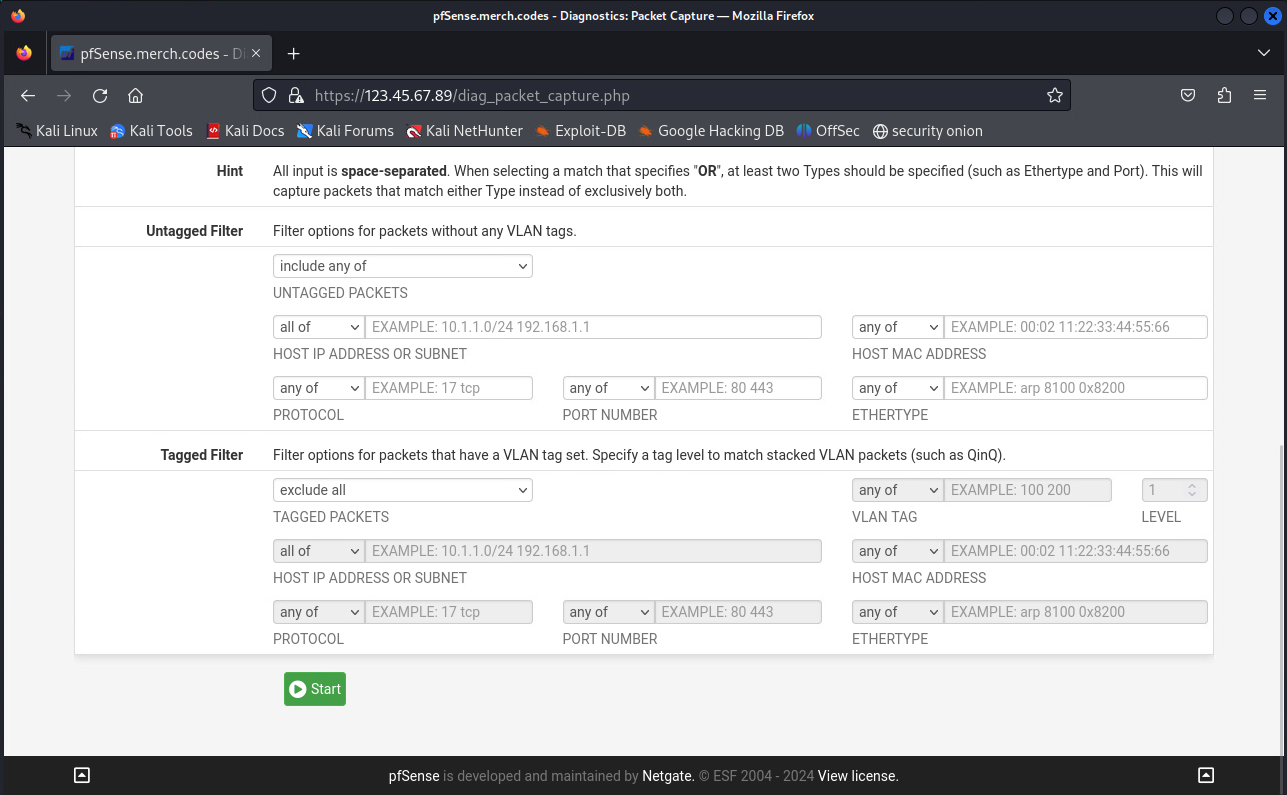 pfSense.merch.codes - Diagnostics: Packet Capture — Mozilla Firefox
pfSense.merch.codes - Di
https://123.45.67.89/diag_packet_capture.php
Kali Linux Kali Tools Kali Docs Kali Forums Kali NetHunter Exploit-DB Google Hacking DB OffSec security onion
Hint All input is space-separated. When selecting a match that specifies "OR", at least two Types should be specified (such as Ethertype and Port). This will
capture packets that match either Type instead of exclusively both.
Untagged Filter Filter options for packets without any VLAN tags.
include any of
UNTAGGED PACKETS
all of EXAMPLE: 10.1.1.0/24 192.168.1.1 any of EXAMPLE: 00:02 11:22:33:44:55:66
HOST IP ADDRESS OR SUBNET HOST MAC ADDRESS
any of EXAMPLE: 17 tcp any of EXAMPLE: 80 443 any of EXAMPLE: arp 8100 0x8200
PROTOCOL PORT NUMBER ETHERTYPE
Tagged Filter Filter options for packets that have a VLAN tag set. Specify a tag level to match stacked VLAN packets (such as QinQ).
exclude all any of EXAMPLE: 100 200 1
TAGGED PACKETS VLAN TAG LEVEL
all of EXAMPLE: 10.1.1.0/24 192.168.1.1 any of EXAMPLE: 00:02 11:22:33:44:55:66
HOST IP ADDRESS OR SUBNET HOST MAC ADDRESS
any of EXAMPLE: 17 tcp any of EXAMPLE: 80 443 any of EXAMPLE: arp 8100 0x8200
PROTOCOL PORT NUMBER ETHERTYPE
Start
pfSense is developed and maintained by Netgate. © ESF 2004 - 2024 View license.